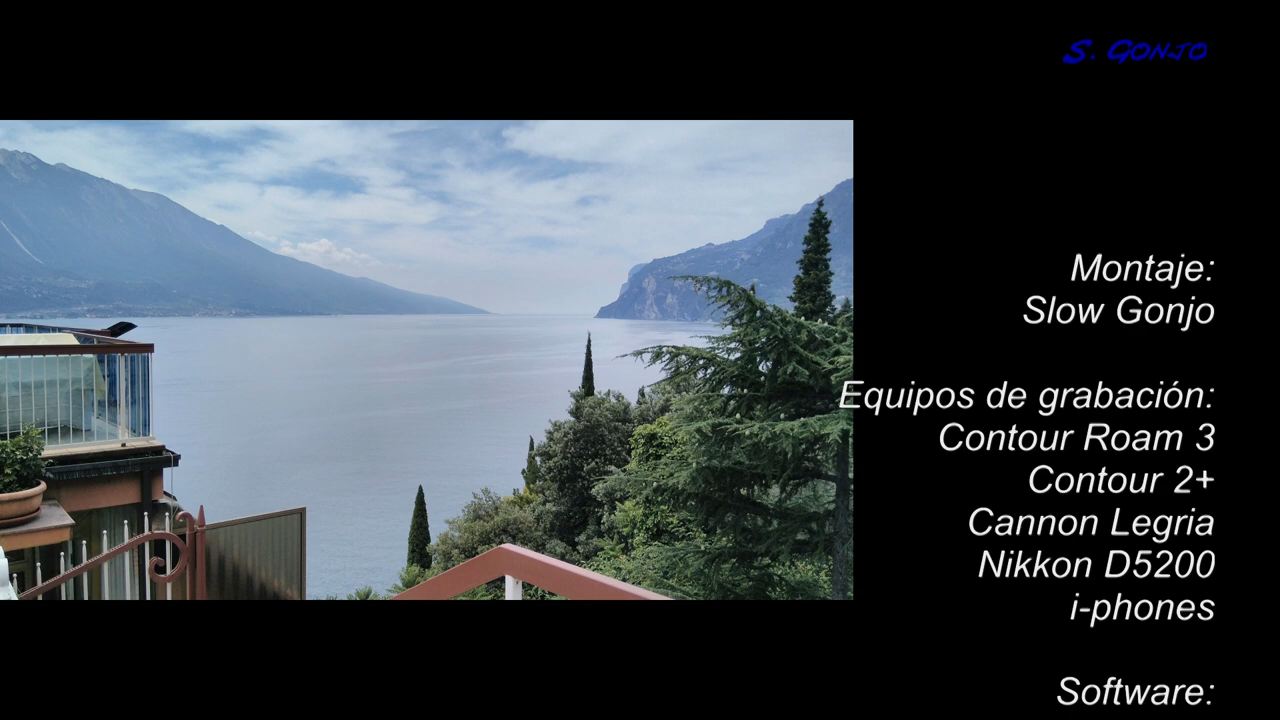 S. GONJO
Montaje:
Slow Gonjo
Equipos de grabación:
Contour Roam 3
Contour 2+
Cannon Legria
Nikkon D5200
i-phones
Software: